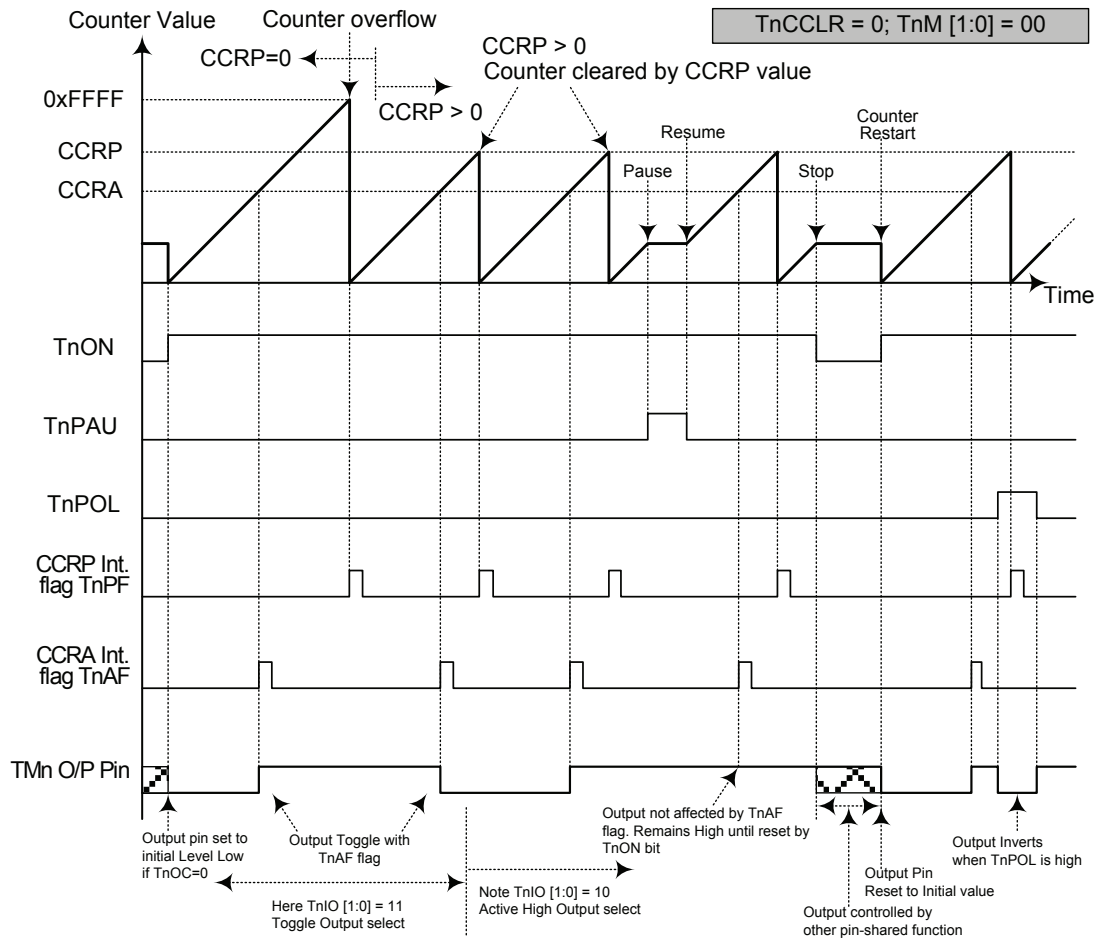 Counter Value
Counter overflow
TnCCLR = 0; TnM [1:0] = 00
CCRP=0
CCRP > 0
CCRP > 0
Counter cleared by CCRP value
0xFFFF
CCRP
CCRA
Pause
Resume
Stop
Counter
Restart
Time
TnON
TnPAU
TnPOL
CCRP Int.
flag TnPF
CCRA Int.
flag TnAF
TMn O/P Pin
Output pin set to
initial Level Low
if TnOC=0
Output Toggle with
TnAF flag
Output not affected by TnAF
flag. Remains High until reset by
TnON bit
Output Inverts
when TnPOL is high
Output Pin
Reset to Initial value
Here TnIO [1:0] = 11
Toggle Output select
Note TnIO [1:0] = 10
Active High Output select
Output controlled by
other pin-shared function